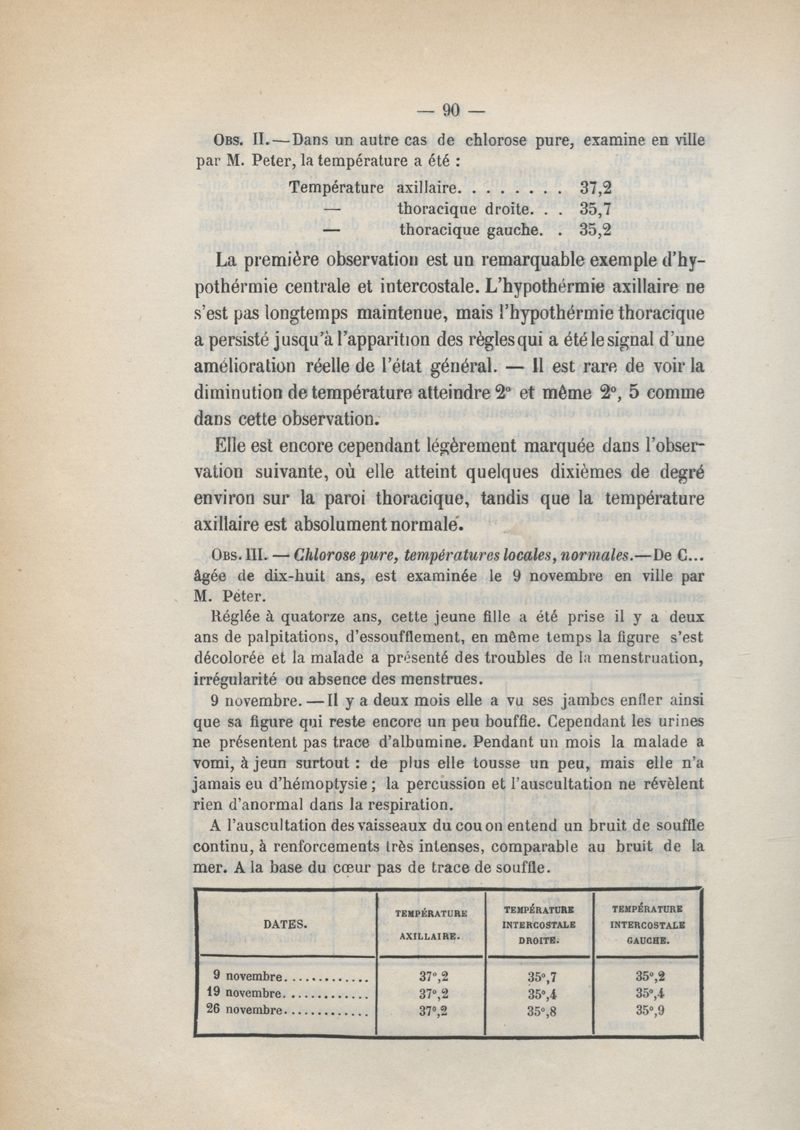 — 90 —
OBS. II. — Dans un autre cas de chlorose pure, examine en ville
par M. Peter, la température a été :
Température axillaire. . . . . . . . 37,2
— thoracique droite. . . 35,7
— thoracique gauche. . 35,2
La première observation est un remarquable exemple d'hy-
pothérmie centrale et intercostale. L'hypothérmie axillaire ne
s'est pas longtemps maintenue, mais l'hypothérmie thoracique
a persisté jusqu'à l'apparition des règles qui a été le signal d'une
amélioration réelle de l'état général. — Il est rare de voir la
diminution de température atteindre 2° et même 2°, 5 comme
dans cette observation.
Elle est encore cependant légèrement marquée dans l'obser-
vation suivante, où elle atteint quelques dixièmes de degré
environ sur la paroi thoracique, tandis que la température
axillaire est absolument normale.
OBS. III. — Chlorose pure, températures locales, normales. — De C...
âgée de dix-huit ans, est examinée le 9 novembre en ville par
M. Péter.
Réglée à quatorze ans, cette jeune fille a été prise il y a deux
ans de palpitations, d'essoufflement, en même temps la figure s'est
décolorée et la malade a présenté des troubles de la menstruation,
irrégularité ou absence des menstrues.
9 novembre. — Il y a deux mois elle a vu ses jambes enfler ainsi
que sa figure qui reste encore un peu bouffie. Cependant les urines
ne présentent pas trace d'albumine. Pendant un mois la malade a
vomi, à jeun surtout : de plus elle tousse un peu, mais elle n'a
jamais eu d'hémoptysie ; la percussion et l'auscultation ne révèlent
rien d'anormal dans la respiration.
A l'auscultation des vaisseaux du cou on entend un bruit de souffle
continu, à renforcements très intenses, comparable au bruit de la
mer. A la base du cœur pas de trace de souffle.
DATES.
TEMPÉRATURE
AXILLAIRE.
TEMPÉRATURE
INTERCOSTALE
DROITE.
TEMPÉRATURE
INTERCOSTALE
GAUCHE.
9 novembre............. 37°,2 35°,7 35°,2
19 novembre............. 37°,2 35°,4 35°,4
26 novembre............. 37°,2 35°,8 35°,9